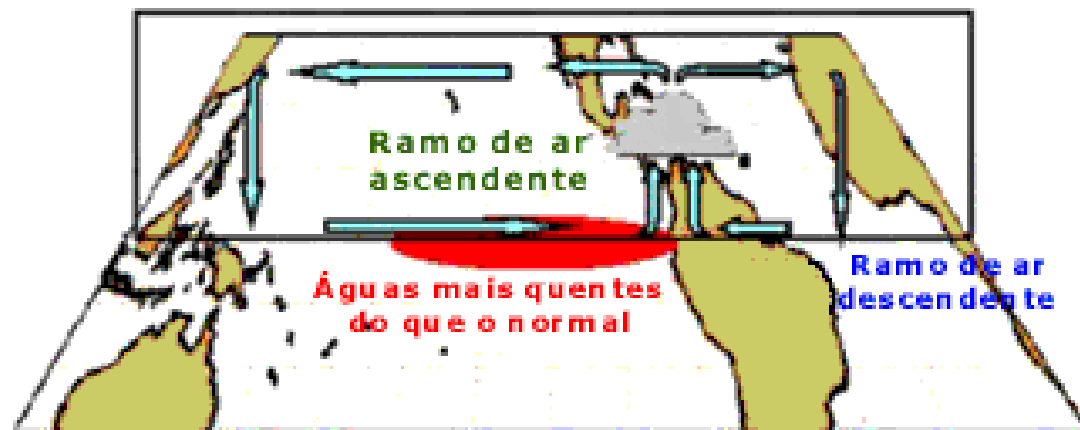 Ramo de ar
ascendente
Águas mais quentes
do que o normal
Ramo de ar
descendente